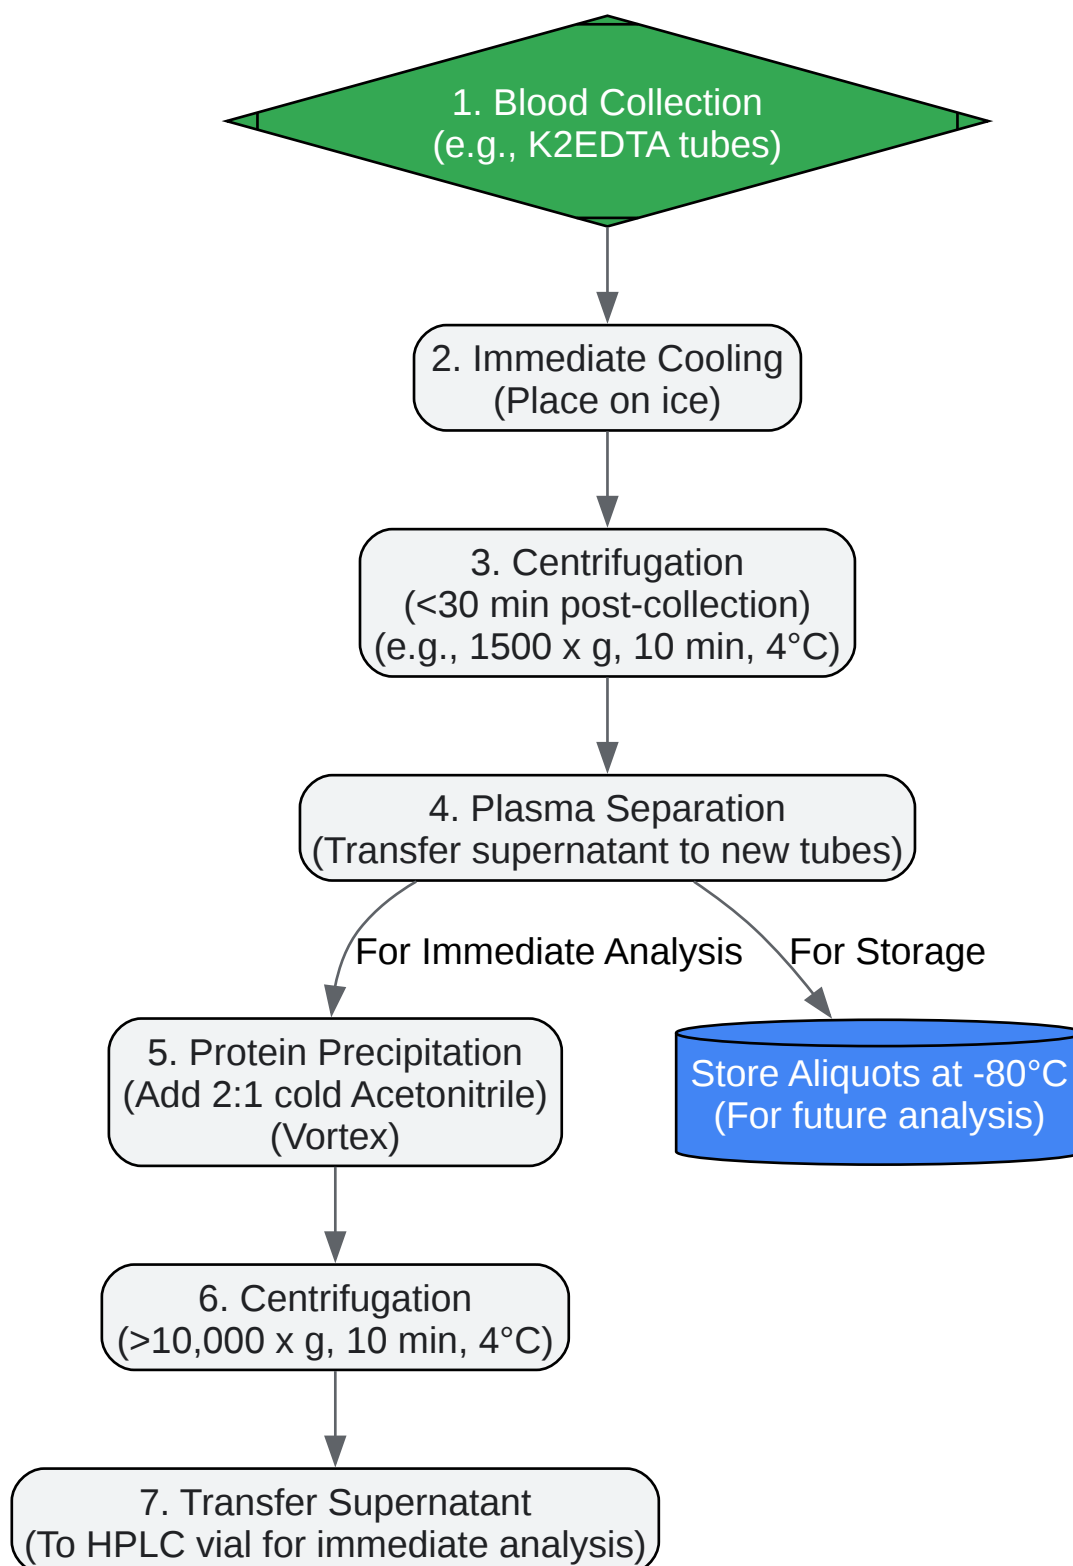 1. Blood Collection
(e.g., K2EDTA tubes)
2. Immediate Cooling
(Place on ice)
3. Centrifugation
(<30 min post-collection)
(e.g., 1500 x g, 10 min, 4°C)
4. Plasma Separation
(Transfer supernatant to new tubes)
For Immediate Analysis
For Storage
5. Protein Precipitation
(Add 2:1 cold Acetonitrile)
(Vortex)
Store Aliquots at -80°C
(For future analysis)
6. Centrifugation
(>10,000 x g, 10 min, 4°C)
7. Transfer Supernatant
(To HPLC vial for immediate analysis)